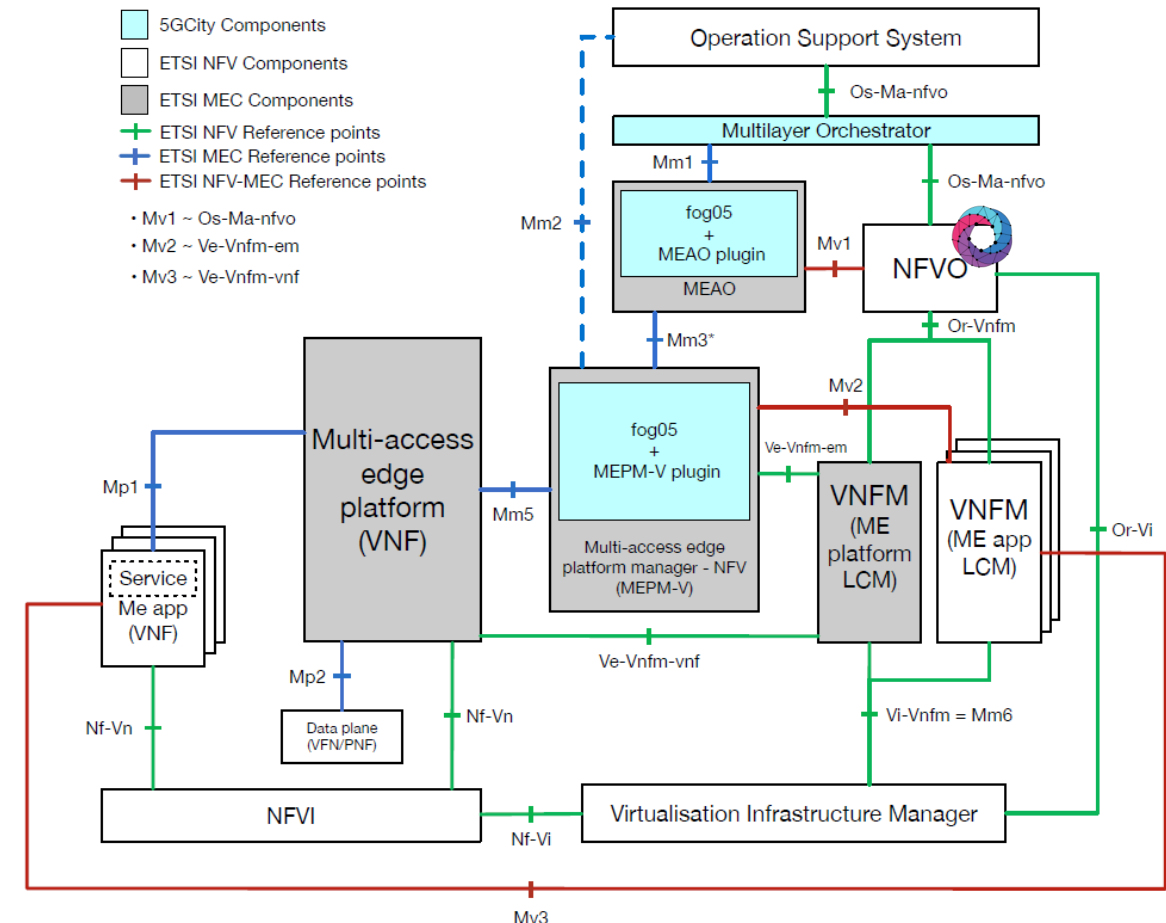 5GCity Components
ETSI NFV Components
ETSI MEC Components
ETSI NFV Reference points
ETSI MEC Reference points
ETSI NFV-MEC Reference points
• Mv1 ~ Os-Ma-nfvo
• Mv2 ~ Ve-Vnfm-em
• Mv3 ~ Ve-Vnfm-vnf
Operation Support System
Os-Ma-nfvo
Multilayer Orchestrator
Mm1
Os-Ma-nfvo
Mm2
fog05
+
MEAO plugin
MEAO
Mv1
NFVO
Or-Vnfm
Mm3*
Mv2
Multi-access
edge
platform
(VNF)
fog05
+
MEPM-V plugin
Ve-Vnfm-em
Mp1
Mm5
Multi-access edge
platform manager - NFV
(MEPM-V)
VNFM
(ME
platform
LCM)
VNFM
(ME app
LCM)
Or-Vi
Service
Me app
(VNF)
Ve-Vnfm-vnf
Mp2
Nf-Vn
Nf-Vn
Data plane
(VFN/PNF)
Vi-Vnfm = Mm6
NFVI
Nf-Vi
Virtualisation Infrastructure Manager
Mv3